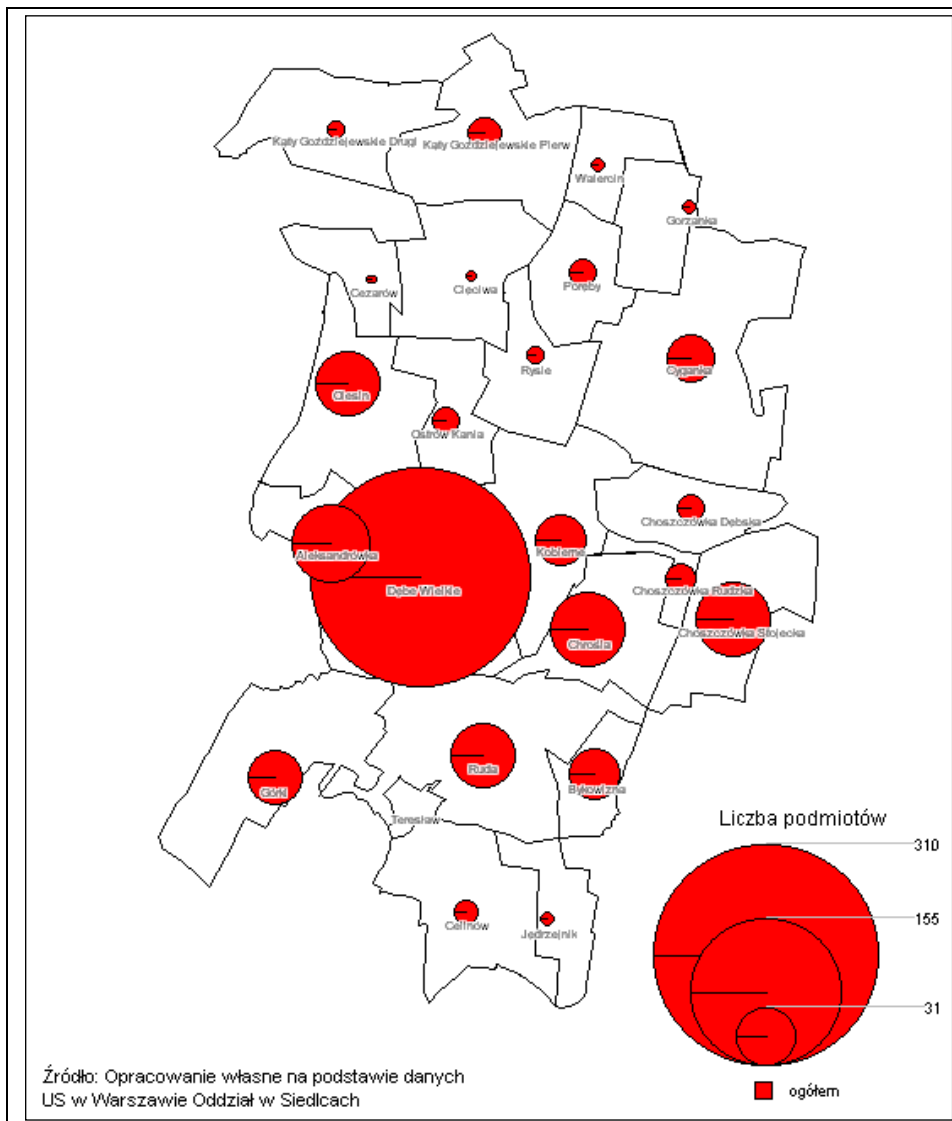 Kąty Goździejewskie Drugi
Kąty Goździejewskie Pierw
Walercin
Gorzanka
Cezarów
Cięciwa
Poręby
Rysie
Cyganka
Olesin
Ostrów Kania
Choszczówka Dębska
Aleksandrówka
Kobierne
Dębe Wielkie
Choszczówka Rudzka
Chrośla
Choszczówka Stojecka
Ruda
Górki
Bykowizna
Teresław
Celinów
Jędrzejnik
Liczba podmiotów
310
155
31
ogółem
Źródło: Opracowanie własne na podstawie danych
US w Warszawie Oddział w Siedlcach